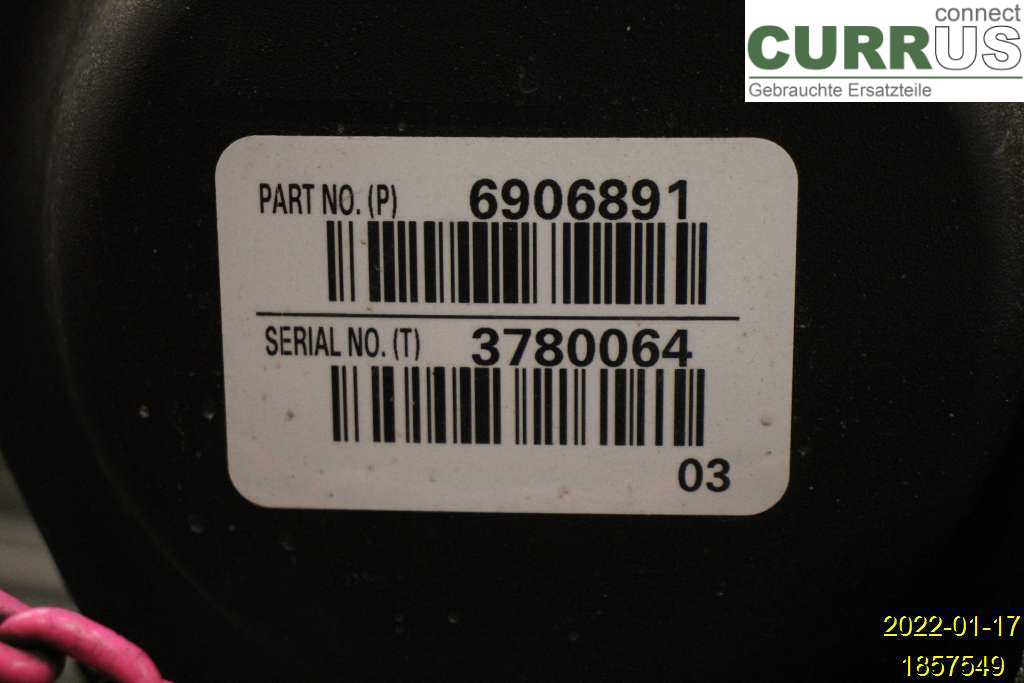 connect
CURRUS
Gebrauchte Ersatzteile
PART NO. (P) 6906891
SERIAL NO. (T) 3780064
03
2022-01-17
1857549